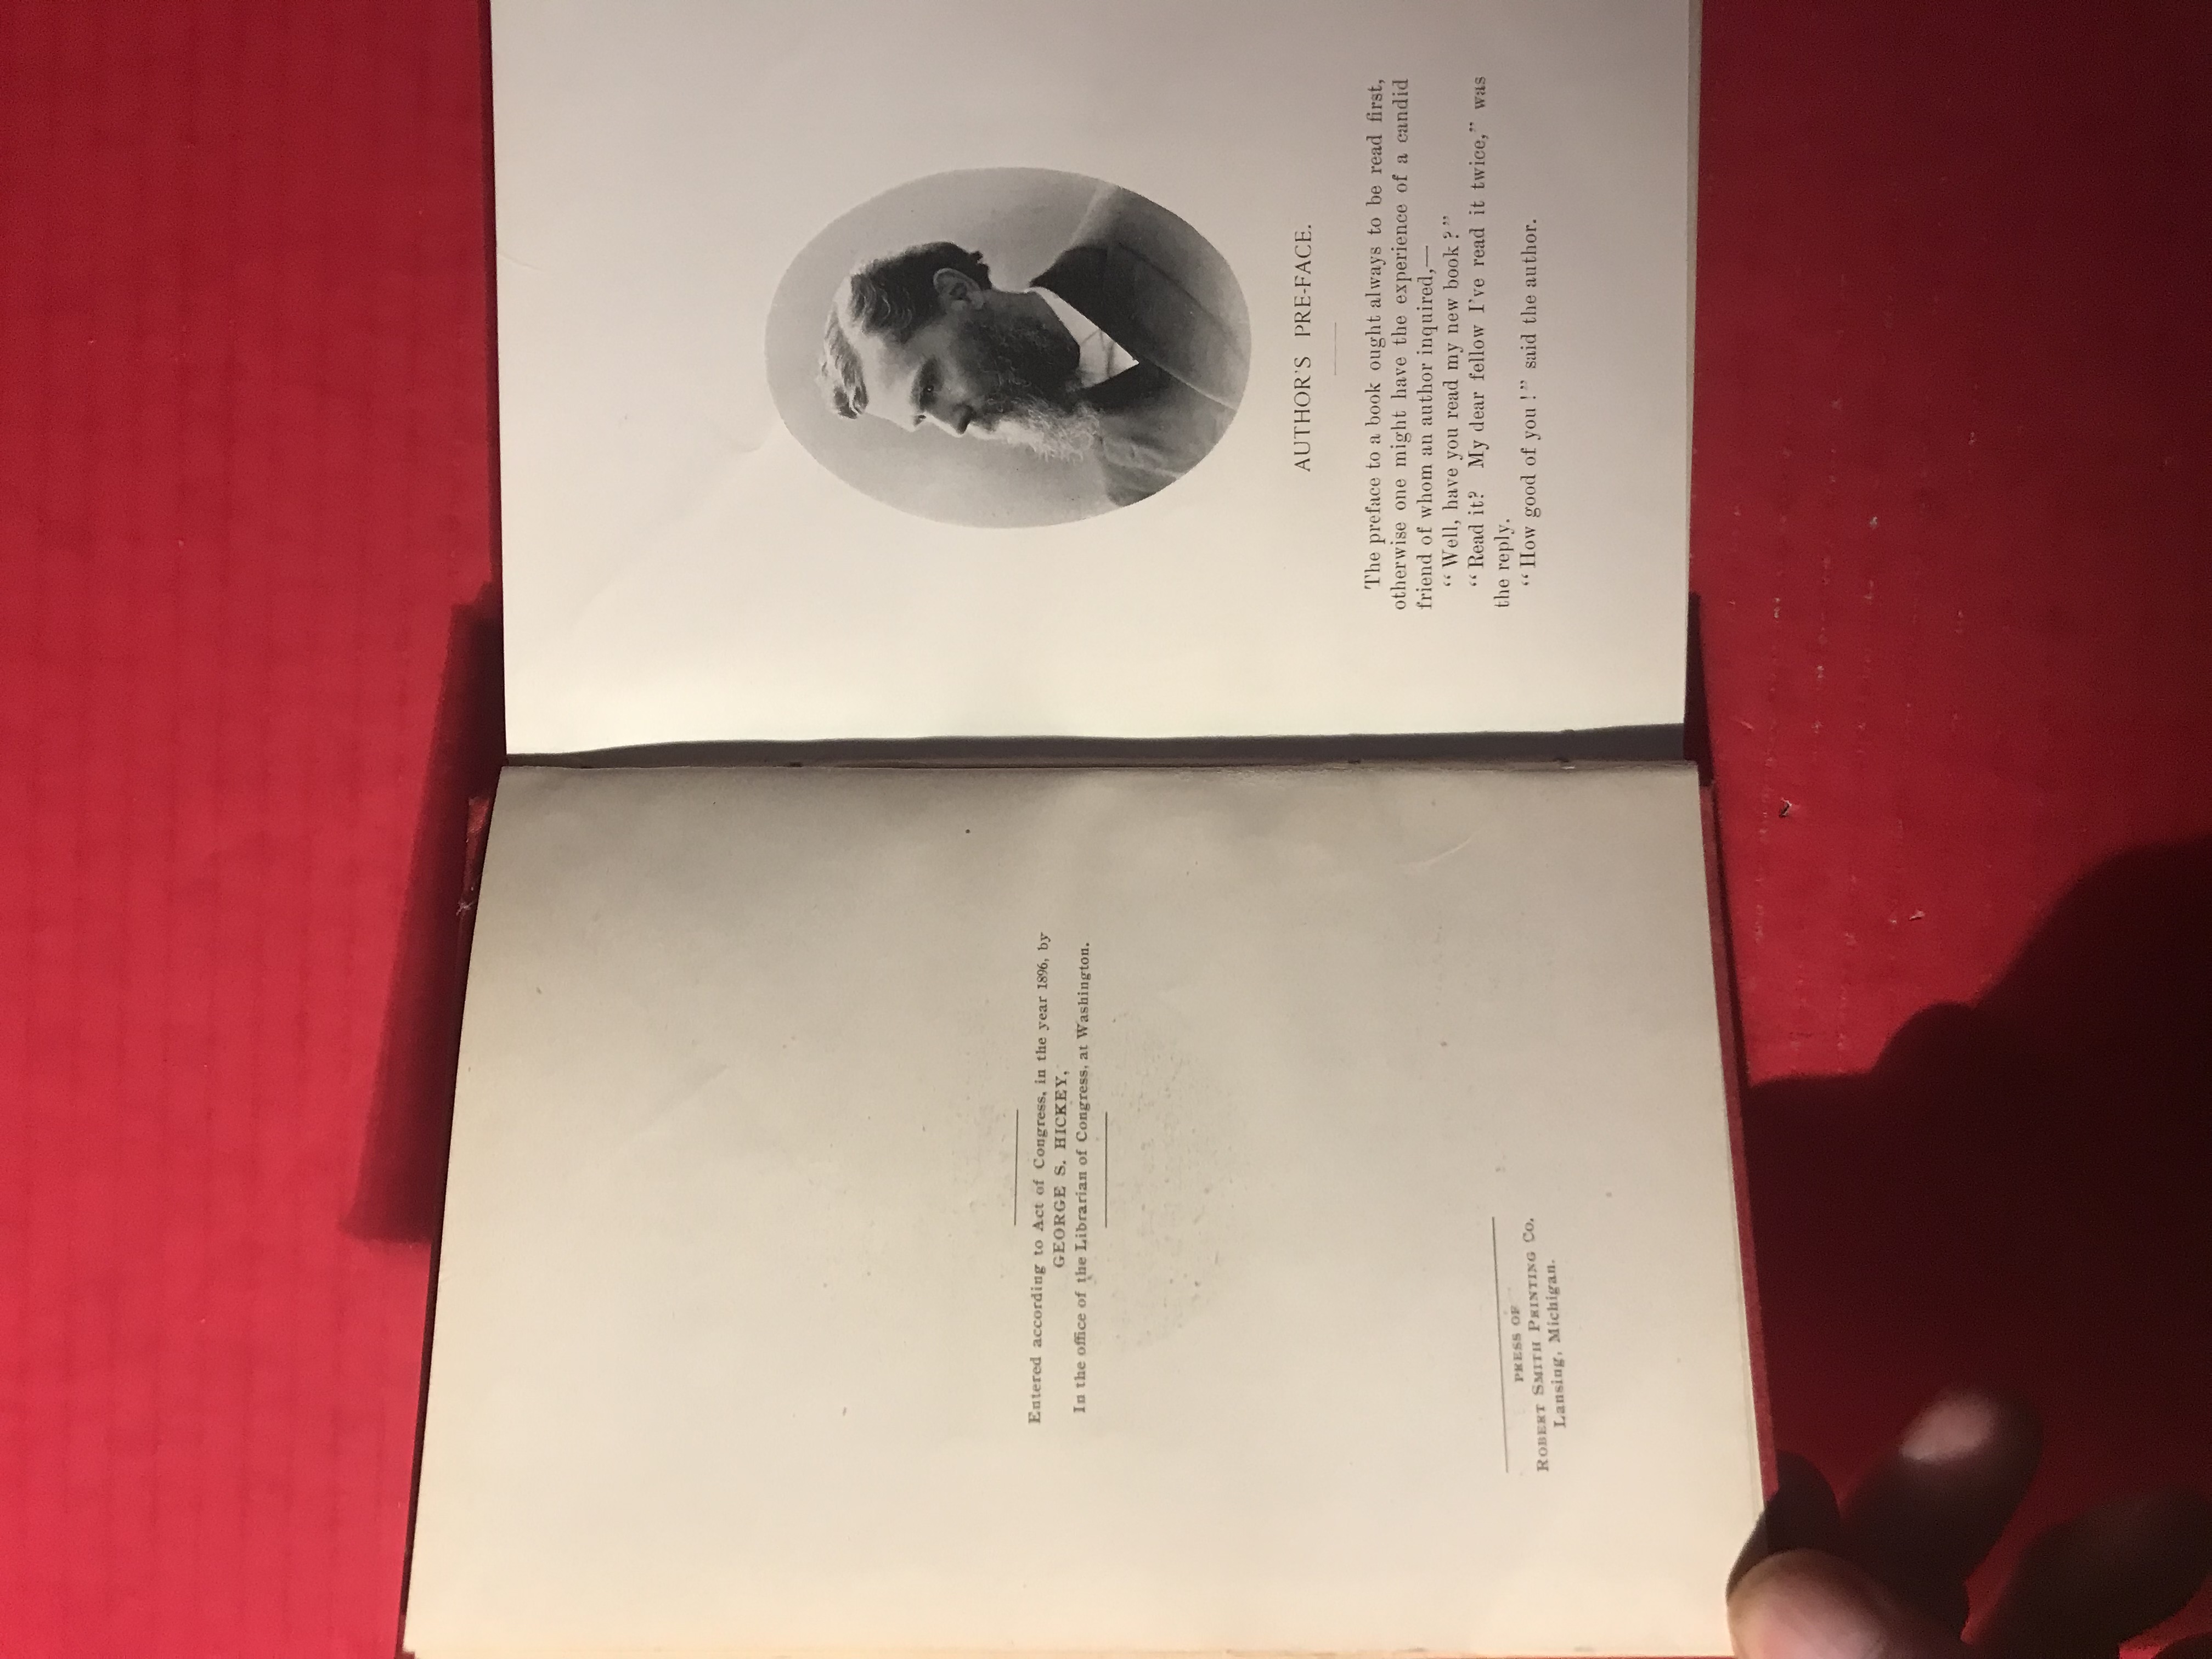 Entered according to Act of Congress, in the year 1896, by
GEORGE S. HICKEY,
In the office of the Librarian of Congress, at Washington.
PRESS OF
ROBERT SMITH PRINTING CO.
Lansing, Michigan.
AUTHOR'S PRE-FACE.
The preface to a book ought always to be read first,
otherwise one might have the experience of a candid
friend of whom an author inquired,—
“Well, have you read my new book?”
“Read it? My dear fellow I've read it twice,” was
the reply.
“How good of you!” said the author.